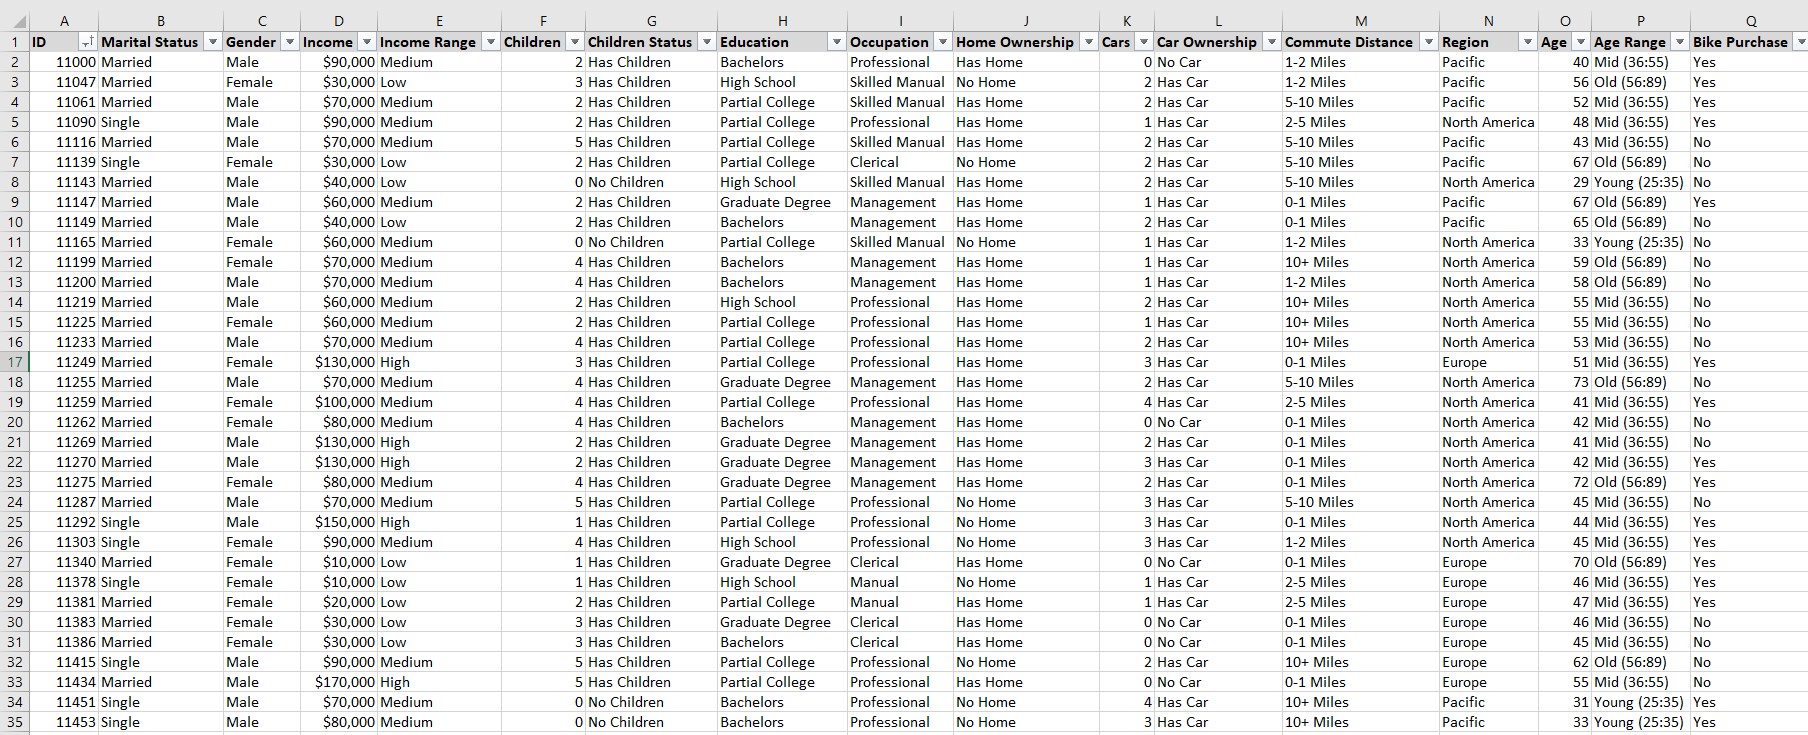 A B C D E F G H I J K L M N O P Q
1 ID Marital Status Gender Income Income Range Children Children Status Education Occupation Home Ownership Cars Car Ownership Commute Distance Region Age Age Range Bike Purchase
2 11000 Married Male $90,000 Medium 2 Has Children Bachelors Professional Has Home 0 No Car 1-2 Miles Pacific 40 Mid (36:55) Yes
3 11047 Married Female $30,000 Low 3 Has Children High School Skilled Manual No Home 2 Has Car 1-2 Miles Pacific 56 Old (56:89) Yes
4 11061 Married Male $70,000 Medium 2 Has Children Partial College Skilled Manual Has Home 2 Has Car 5-10 Miles Pacific 52 Mid (36:55) Yes
5 11090 Single Male $90,000 Medium 2 Has Children Partial College Professional Has Home 1 Has Car 2-5 Miles North America 48 Mid (36:55) Yes
6 11116 Married Male $70,000 Medium 5 Has Children Partial College Skilled Manual Has Home 2 Has Car 5-10 Miles Pacific 43 Mid (36:55) No
7 11139 Single Female $30,000 Low 2 Has Children Partial College Clerical No Home 2 Has Car 5-10 Miles Pacific 67 Old (56:89) No
8 11143 Married Male $40,000 Low 0 No Children High School Skilled Manual Has Home 2 Has Car 5-10 Miles North America 29 Young (25:35) No
9 11147 Married Male $60,000 Medium 2 Has Children Graduate Degree Management Has Home 1 Has Car 0-1 Miles Pacific 67 Old (56:89) Yes
10 11149 Married Male $40,000 Low 2 Has Children Bachelors Management Has Home 2 Has Car 0-1 Miles Pacific 65 Old (56:89) No
11 11165 Married Female $60,000 Medium 0 No Children Partial College Skilled Manual No Home 1 Has Car 1-2 Miles North America 33 Young (25:35) No
12 11199 Married Female $70,000 Medium 4 Has Children Bachelors Management Has Home 1 Has Car 10+ Miles North America 59 Old (56:89) No
13 11200 Married Male $70,000 Medium 4 Has Children Bachelors Management Has Home 1 Has Car 1-2 Miles North America 58 Old (56:89) No
14 11219 Married Male $60,000 Medium 2 Has Children High School Professional Has Home 2 Has Car 10+ Miles North America 55 Mid (36:55) No
15 11225 Married Female $60,000 Medium 2 Has Children Partial College Professional Has Home 1 Has Car 10+ Miles North America 55 Mid (36:55) No
16 11233 Married Male $70,000 Medium 4 Has Children Partial College Professional Has Home 2 Has Car 10+ Miles North America 53 Mid (36:55) No
17 11249 Married Female $130,000 High 3 Has Children Partial College Professional Has Home 3 Has Car 0-1 Miles Europe 51 Mid (36:55) Yes
18 11255 Married Male $70,000 Medium 4 Has Children Graduate Degree Management Has Home 2 Has Car 5-10 Miles North America 73 Old (56:89) No
19 11259 Married Female $100,000 Medium 4 Has Children Partial College Professional Has Home 4 Has Car 2-5 Miles North America 41 Mid (36:55) Yes
20 11262 Married Female $80,000 Medium 4 Has Children Bachelors Management Has Home 0 No Car 0-1 Miles North America 42 Mid (36:55) No
21 11269 Married Male $130,000 High 2 Has Children Graduate Degree Management Has Home 2 Has Car 0-1 Miles North America 41 Mid (36:55) No
22 11270 Married Male $130,000 High 2 Has Children Graduate Degree Management Has Home 3 Has Car 0-1 Miles North America 42 Mid (36:55) Yes
23 11275 Married Female $80,000 Medium 4 Has Children Graduate Degree Management Has Home 2 Has Car 0-1 Miles North America 72 Old (56:89) Yes
24 11287 Married Male $70,000 Medium 5 Has Children Partial College Professional No Home 3 Has Car 5-10 Miles North America 45 Mid (36:55) No
25 11292 Single Male $150,000 High 1 Has Children Partial College Professional No Home 3 Has Car 0-1 Miles North America 44 Mid (36:55) Yes
26 11303 Single Female $90,000 Medium 4 Has Children High School Professional No Home 3 Has Car 1-2 Miles North America 45 Mid (36:55) Yes
27 11340 Married Female $10,000 Low 1 Has Children Graduate Degree Clerical Has Home 0 No Car 0-1 Miles Europe 70 Old (56:89) Yes
28 11378 Single Female $10,000 Low 1 Has Children High School Manual No Home 1 Has Car 2-5 Miles Europe 46 Mid (36:55) Yes
29 11381 Married Female $20,000 Low 2 Has Children Partial College Manual Has Home 1 Has Car 2-5 Miles Europe 47 Mid (36:55) Yes
30 11383 Married Female $30,000 Low 3 Has Children Graduate Degree Clerical Has Home 0 No Car 0-1 Miles Europe 46 Mid (36:55) No
31 11386 Married Female $30,000 Low 3 Has Children Bachelors Clerical Has Home 0 No Car 0-1 Miles Europe 45 Mid (36:55) No
32 11415 Single Male $90,000 Medium 5 Has Children Partial College Professional No Home 2 Has Car 10+ Miles Europe 62 Old (56:89) No
33 11434 Married Male $170,000 High 5 Has Children Partial College Professional Has Home 0 No Car 0-1 Miles Europe 55 Mid (36:55) No
34 11451 Single Male $70,000 Medium 0 No Children Bachelors Professional No Home 4 Has Car 10+ Miles Pacific 31 Young (25:35) Yes
35 11453 Single Male $80,000 Medium 0 No Children Bachelors Professional No Home 3 Has Car 10+ Miles Pacific 33 Young (25:35) Yes